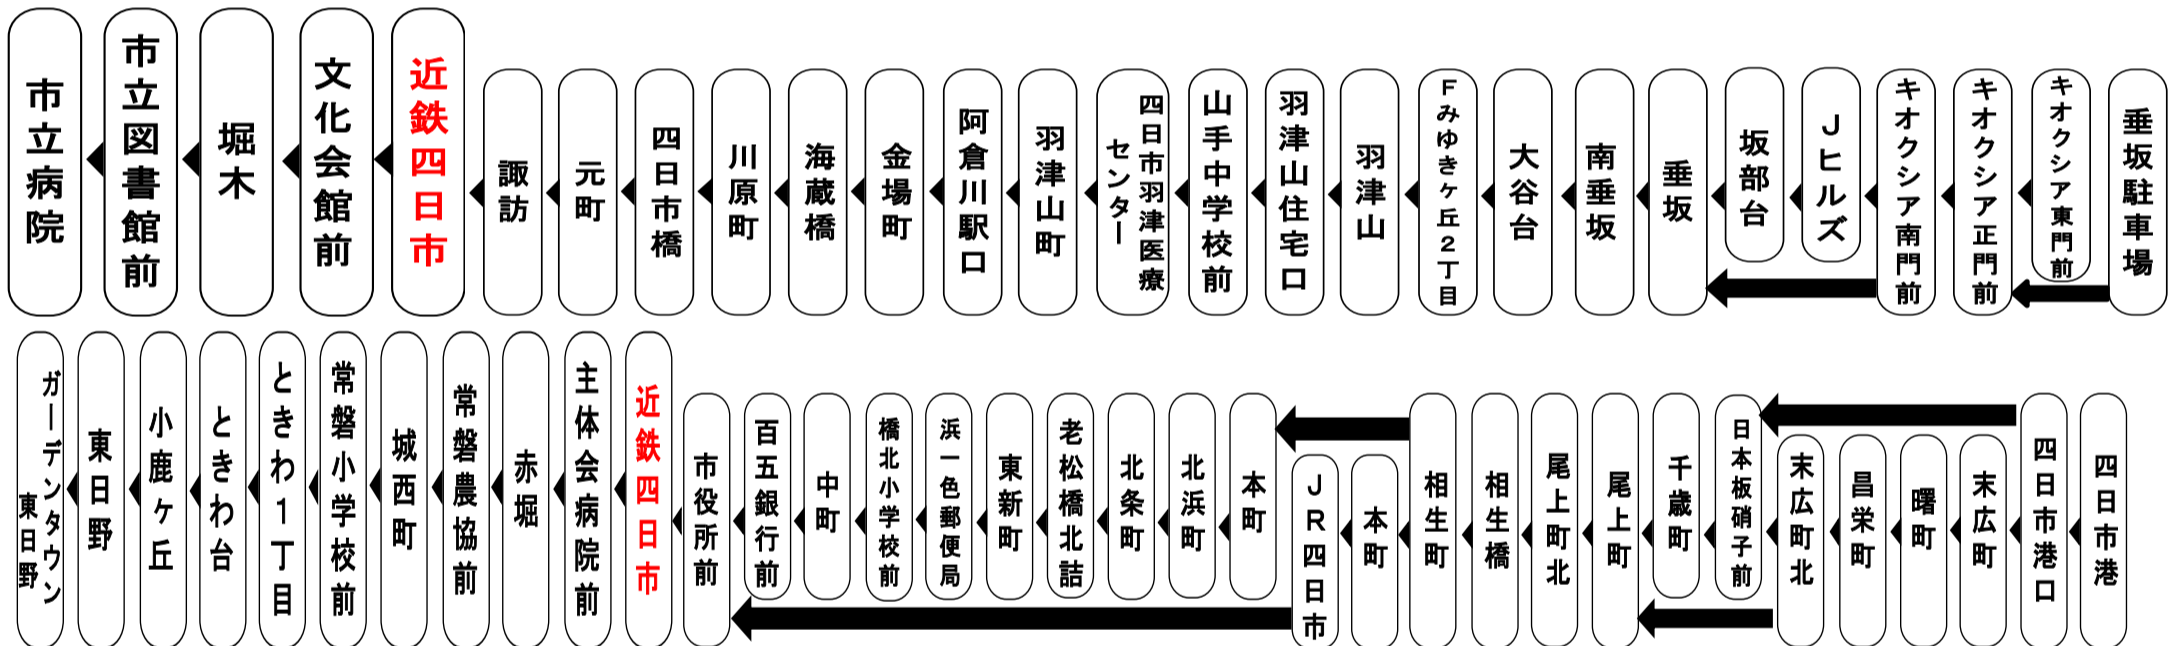 垂坂駐車場
キオクシア東門前
キオクシア正門前
キオクシア南門前
Jヒルズ
坂部台
垂坂
南垂坂
大谷台
Fみゆきヶ丘2丁目
羽津山
羽津山住宅口
山手中学校前
四日市羽津医療
センター
羽津山町
阿倉川駅口
金場町
海蔵橋
川原町
四日市橋
元町
諏訪
近鉄四日市
文化会館前
堀木
市立図書館前
市立病院
四日市港
四日市港口
末広町
曙町
昌栄町
末広町北
日本板硝子前
千歳町
尾上町
尾上町北
相生橋
相生町
本町
JR四日市
本町
北浜町
北条町
老松橋北詰
東新町
浜一色郵便局
橋北小学校前
中町
百五銀行前
市役所前
近鉄四日市
主体会病院前
赤堀
常磐農協前
城西町
常磐小学校前
ときわ1丁目
ときわ台
小鹿ヶ丘
東日野
ガーデンタウン
東日野